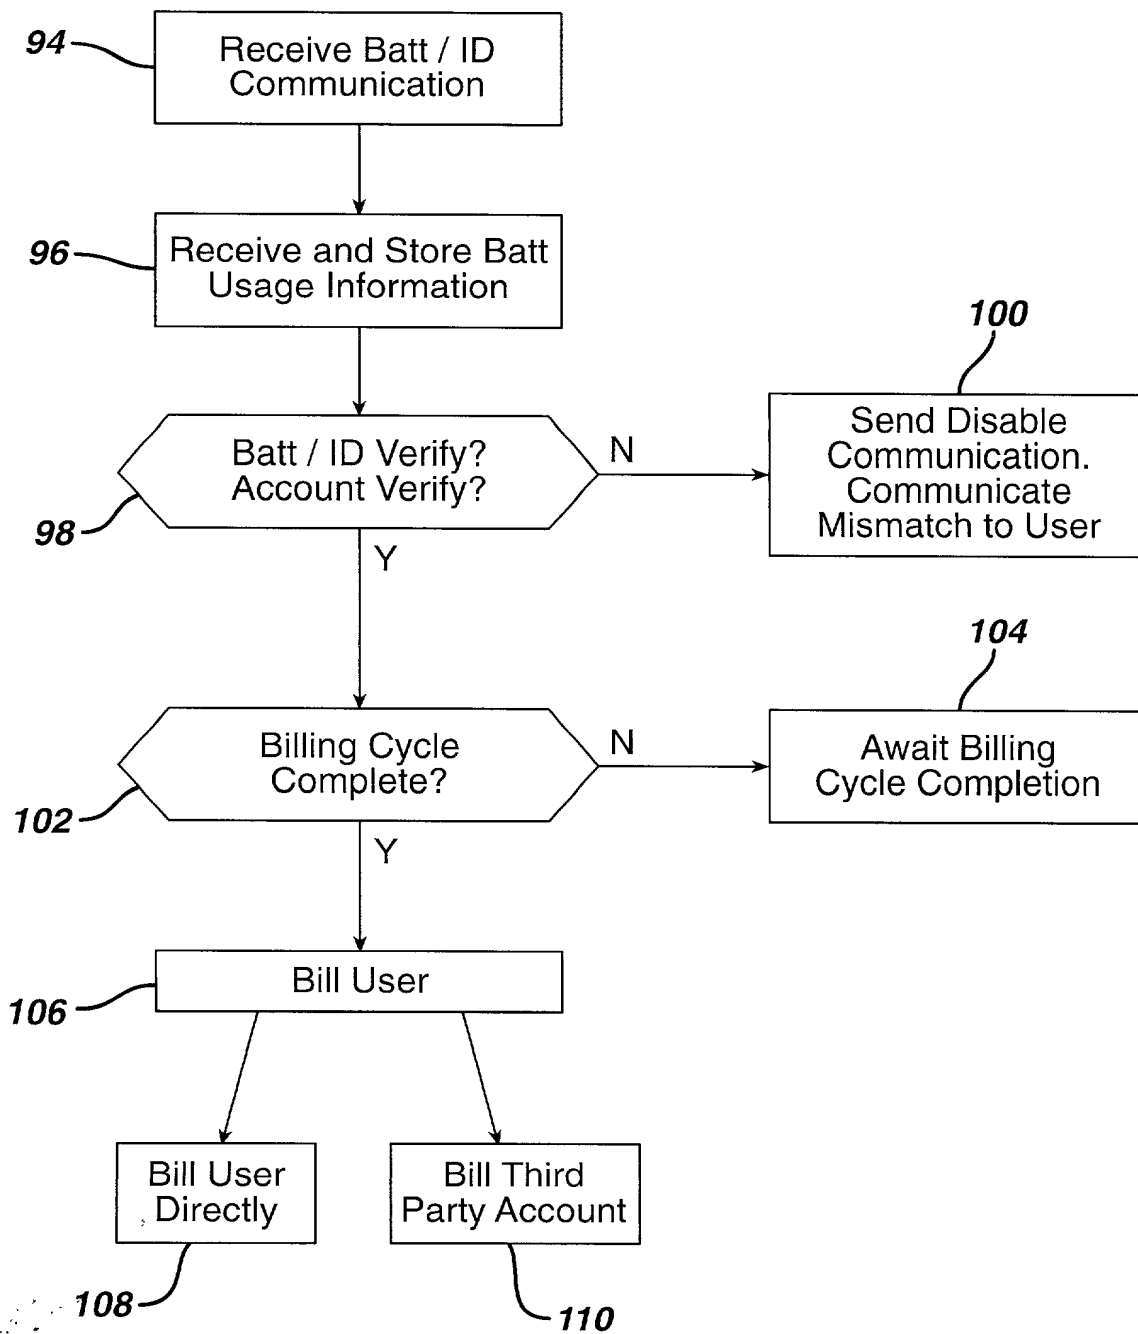 94
Receive Batt / ID
Communication
96
Receive and Store Batt
Usage Information
100
Send Disable
Communication.
Communicate
Mismatch to User
98
Batt / ID Verify?
Account Verify?
N
Y
104
Await Billing
Cycle Completion
102
Billing Cycle
Complete?
N
Y
106
Bill User
Bill User
Directly
Bill Third
Party Account
108
110